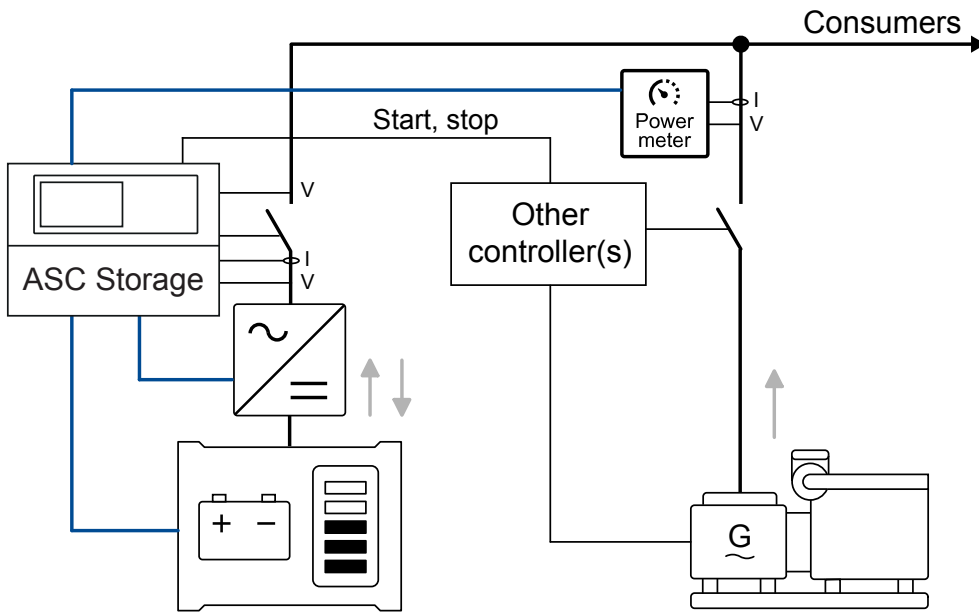 Consumers
I
Power
meter
V
Start, stop
V
Other
controller(s)
I
ASC Storage
V
+ −
G